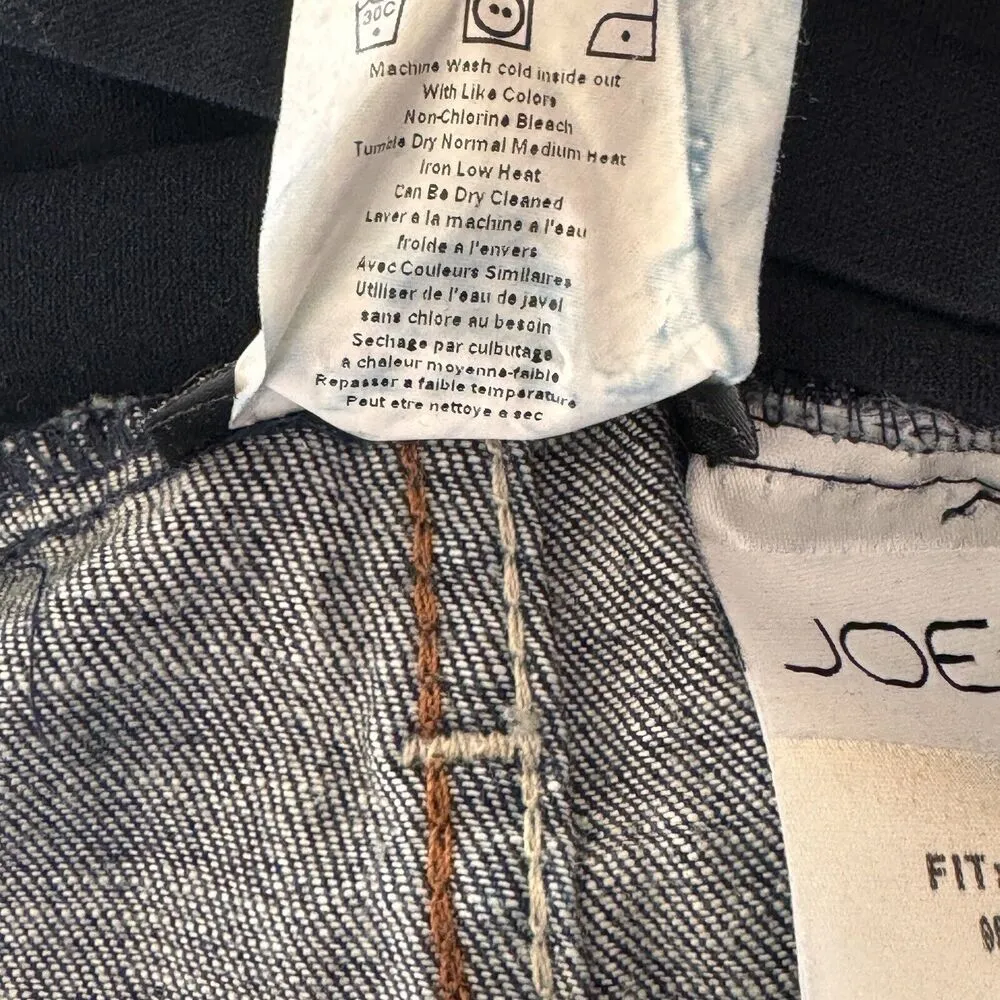 30C
Machine Wash cold inside out
With Like Colors
Non-Chlorine Bleach
Tumble Dry Normal Medium Heat
Iron Low Heat
Can Be Dry Cleaned
Laver a la machine a l'eau
froide a l'envers
Avec Couleurs Similaires
Utiliser de l'eau de javel
sans chlore au besoin
Sechage par culbutage
a chaleur moyenne-faible
Repasser a faible temperature
Peut etre nettoye a sec
JOE
FIT: